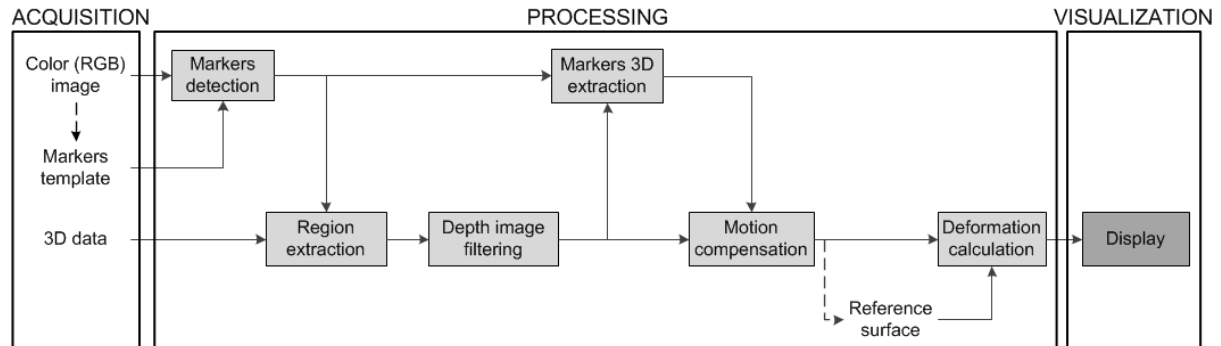 ACQUISITION
PROCESSING
VISUALIZATION
Color (RGB)
image
Markers
detection
Markers 3D
extraction
Markers
template
3D data
Region
extraction
Depth image
filtering
Motion
compensation
Deformation
calculation
Display
Reference
surface